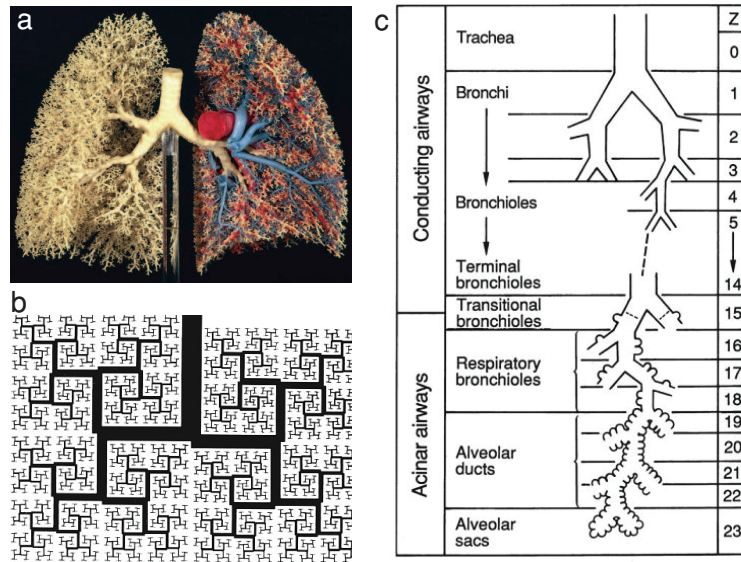 a
b
c
Z
Conducting airways
Acinar airways
Trachea
0
Bronchi
1
2
3
Bronchioles
4
5
Terminal
bronchioles
14
Transitional
bronchioles
15
Respiratory
bronchioles
16
17
18
Alveolar
ducts
19
20
21
22
Alveolar
sacs
23